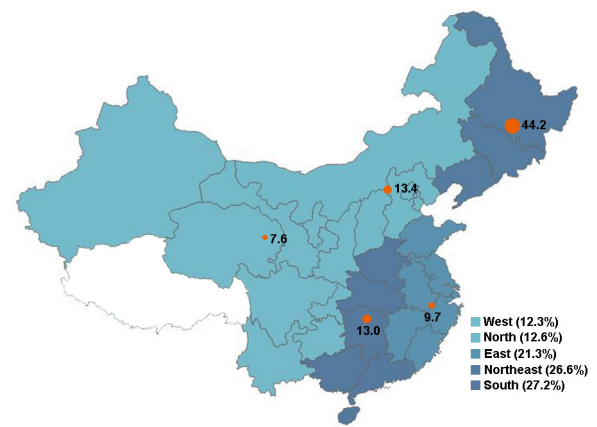 44.2
13.4
7.6
13.0
9.7
West (12.3%)
North (12.6%)
East (21.3%)
Northeast (26.6%)
South (27.2%)